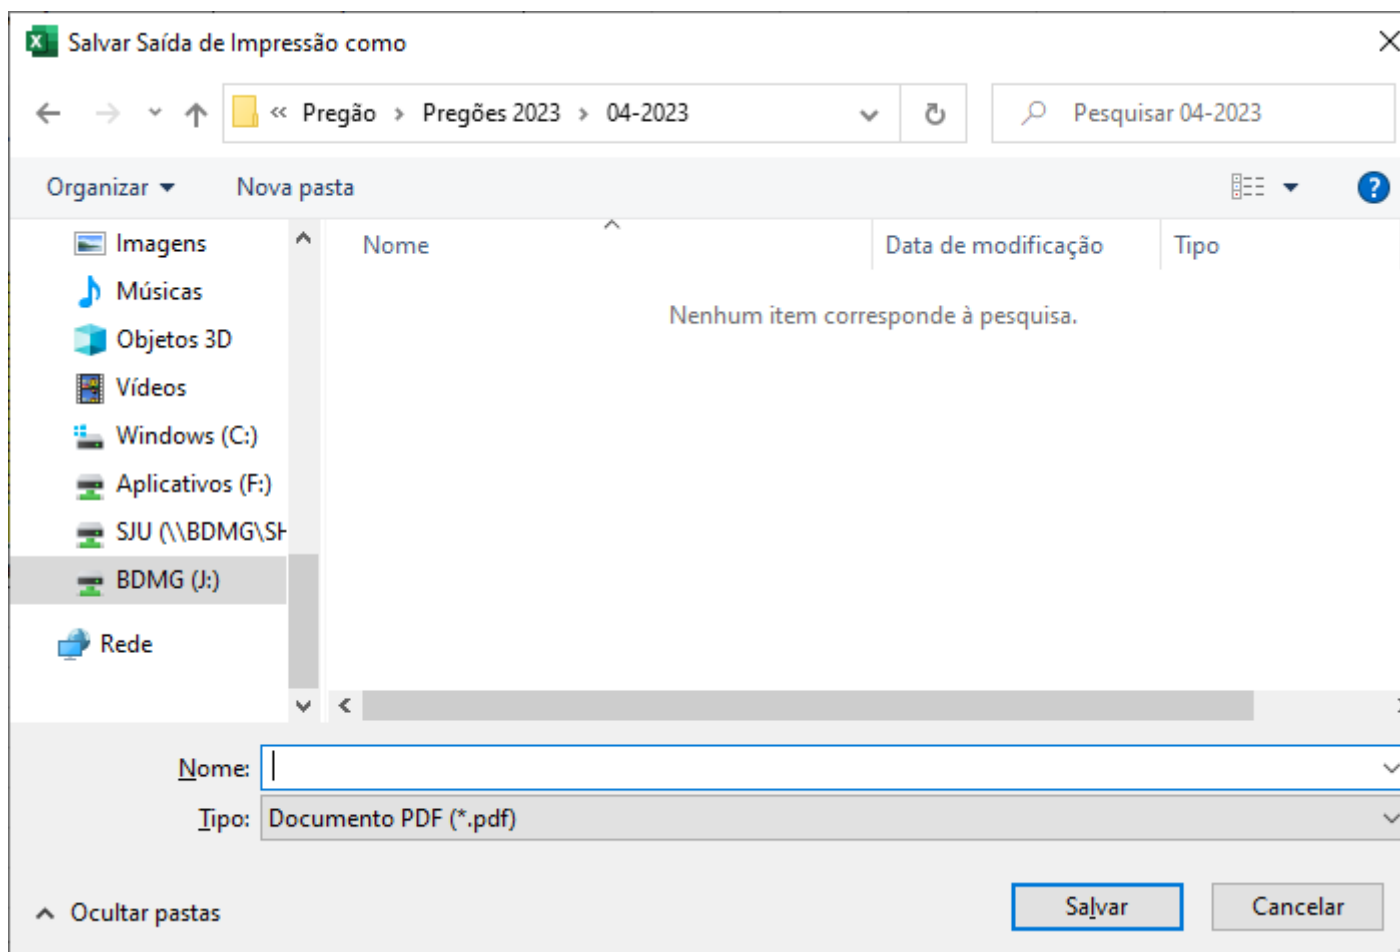 Salvar Saída de Impressão como
« Pregão > Pregões 2023 > 04-2023
Pesquisar 04-2023
Organizar
Nova pasta
Imagens
Músicas
Objetos 3D
Vídeos
Windows (C:)
Aplicativos (F:)
SJU (\\BDMG\SH
BDMG (J:)
Rede
Nome
Data de modificação
Tipo
Nenhum item corresponde à pesquisa.
Nome:
Tipo: Documento PDF (*.pdf)
Ocultar pastas
Salvar
Cancelar